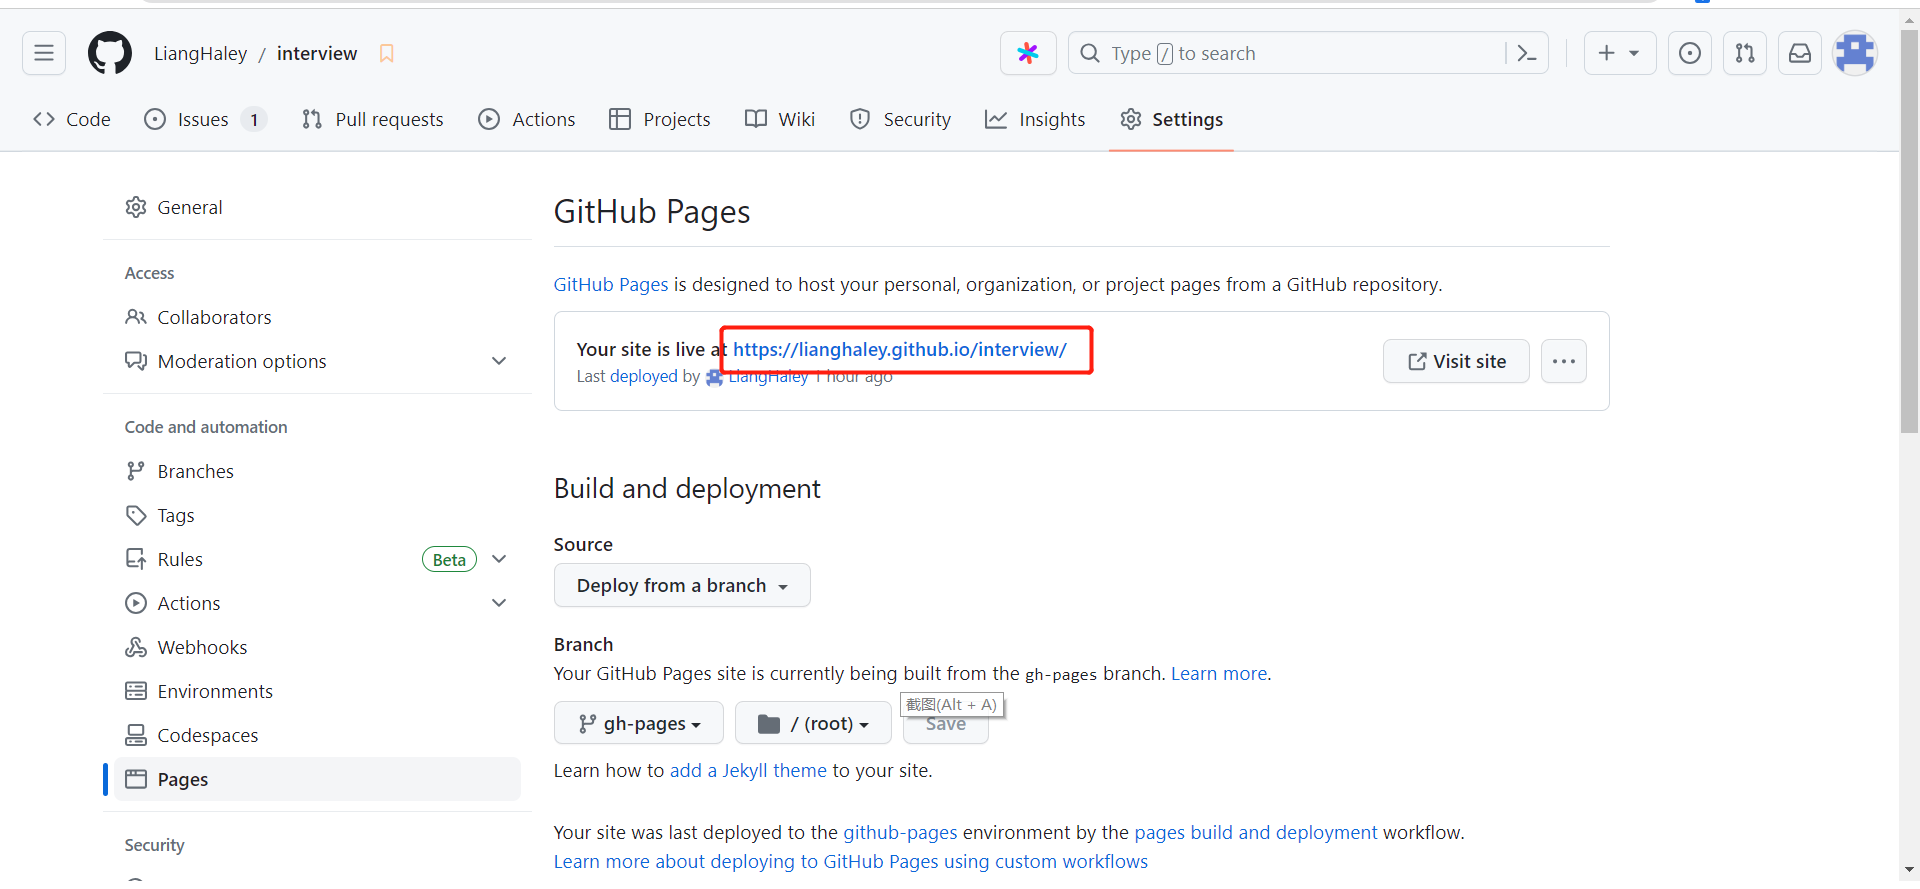 LiangHaley / interview
Type / to search
Code
Issues 1
Pull requests
Actions
Projects
Wiki
Security
Insights
Settings
General
Access
Collaborators
Moderation options
Code and automation
Branches
Tags
Rules Beta
Actions
Webhooks
Environments
Codespaces
Pages
Security
GitHub Pages
GitHub Pages is designed to host your personal, organization, or project pages from a GitHub repository.
Your site is live at https://lianghaley.github.io/interview/
Last deployed by LiangHaley 1 hour ago
Visit site
Build and deployment
Source
Deploy from a branch
Branch
Your GitHub Pages site is currently being built from the gh-pages branch. Learn more.
截图(Alt + A)
gh-pages
/ (root)
Save
Learn how to add a Jekyll theme to your site.
Your site was last deployed to the github-pages environment by the pages build and deployment workflow.
Learn more about deploying to GitHub Pages using custom workflows